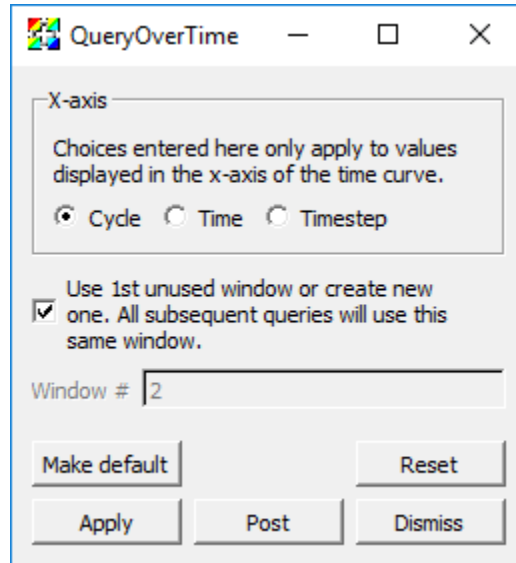 QueryOverTime
X-axis
Choices entered here only apply to values
displayed in the x-axis of the time curve.
Cycle Time Timestep
Use 1st unused window or create new
one. All subsequent queries will use this
same window.
Window # 2
Make default Reset
Apply Post Dismiss